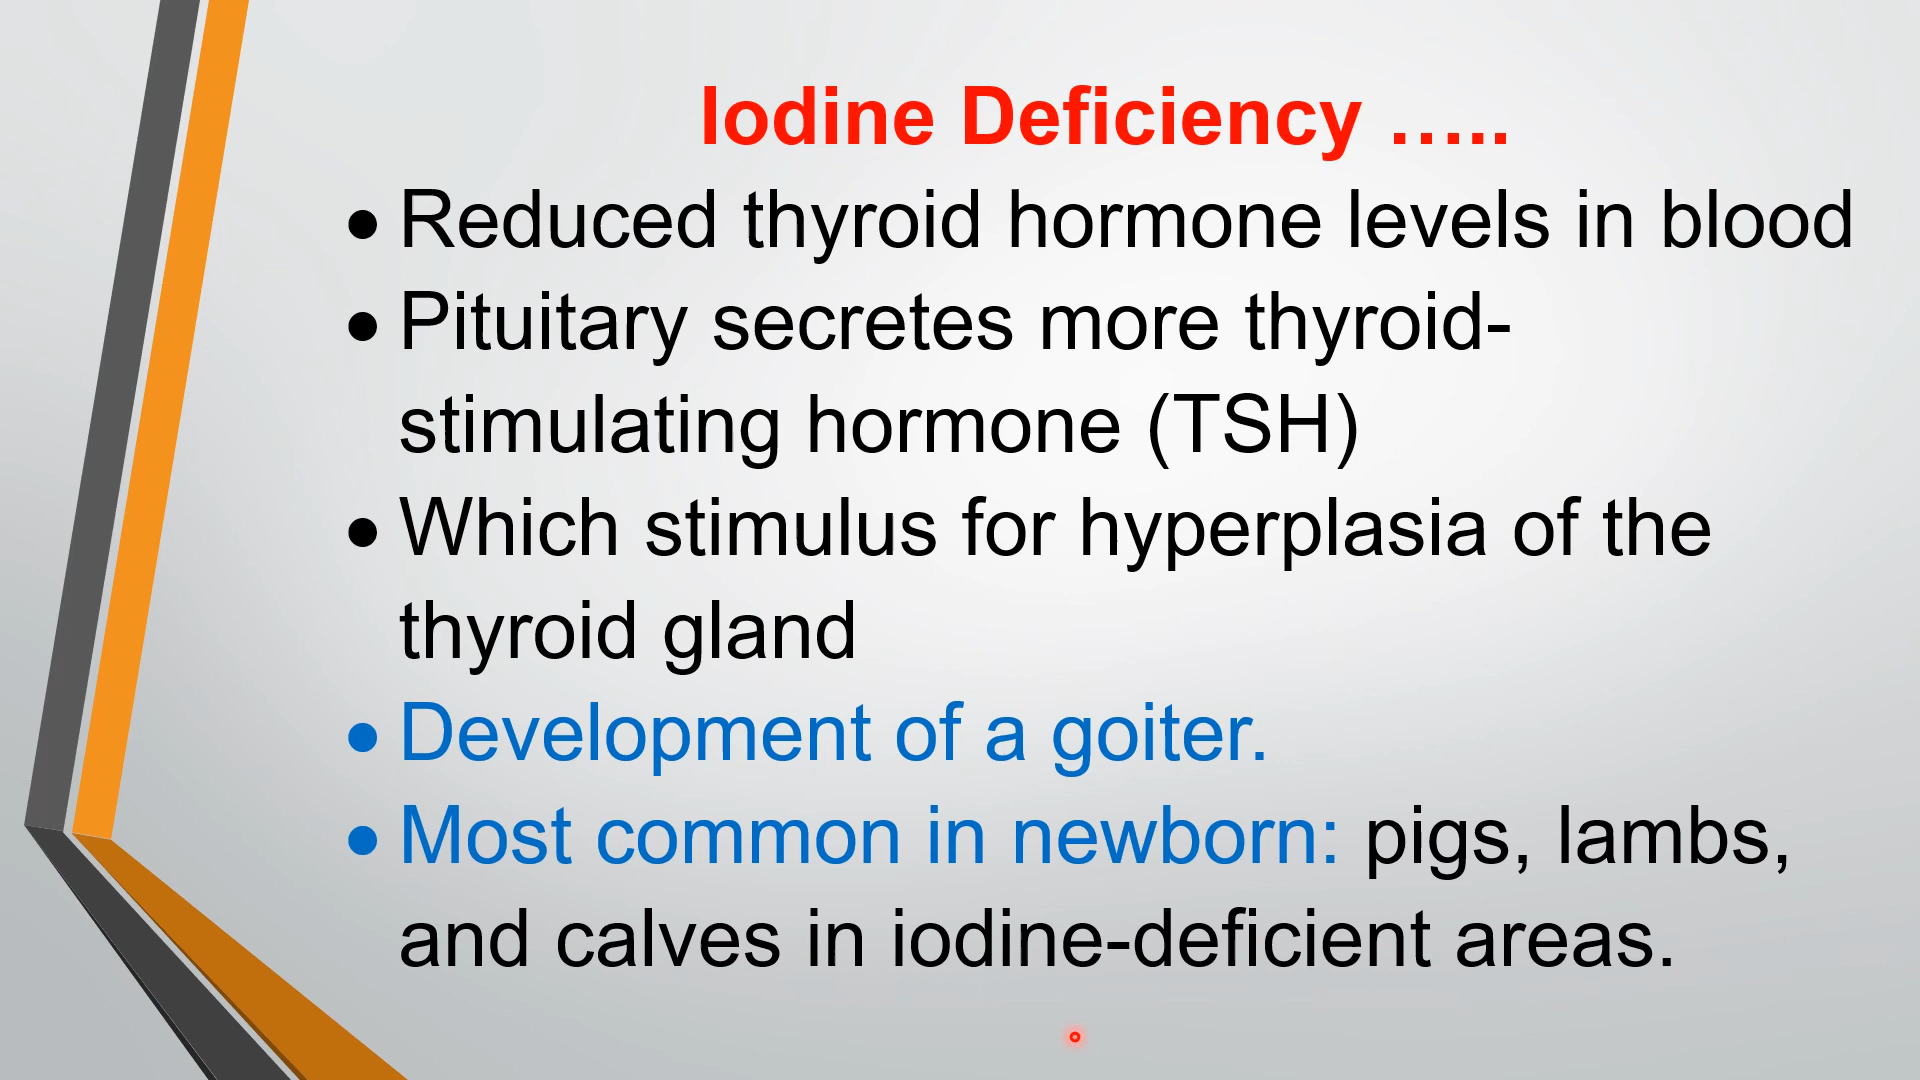 Iodine Deficiency …..
• Reduced thyroid hormone levels in blood
• Pituitary secretes more thyroid-
stimulating hormone (TSH)
• Which stimulus for hyperplasia of the
thyroid gland
• Development of a goiter.
• Most common in newborn: pigs, lambs,
and calves in iodine-deficient areas.